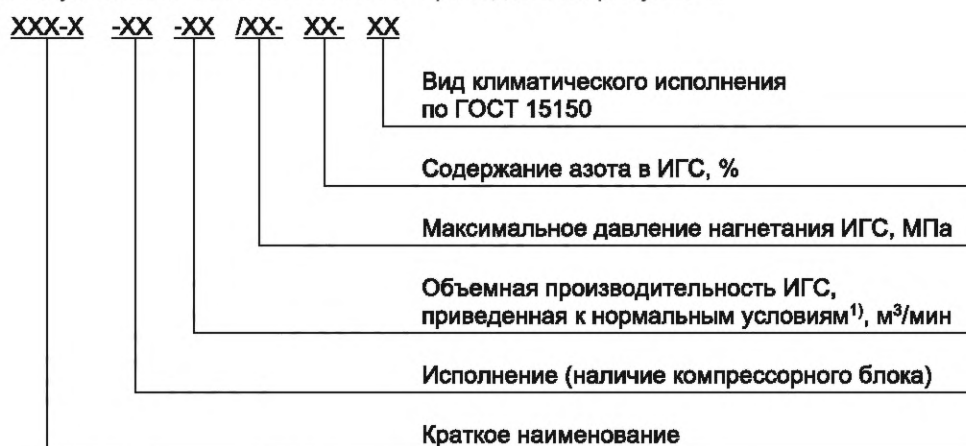 XXX-X -XX -XX /XX- XX- XX
Вид климатического исполнения
по ГОСТ 15150
Содержание азота в ИГС, %
Максимальное давление нагнетания ИГС, МПа
Объемная производительность ИГС,
приведенная к нормальным условиям¹⁾, м³/мин
Исполнение (наличие компрессорного блока)
Краткое наименование